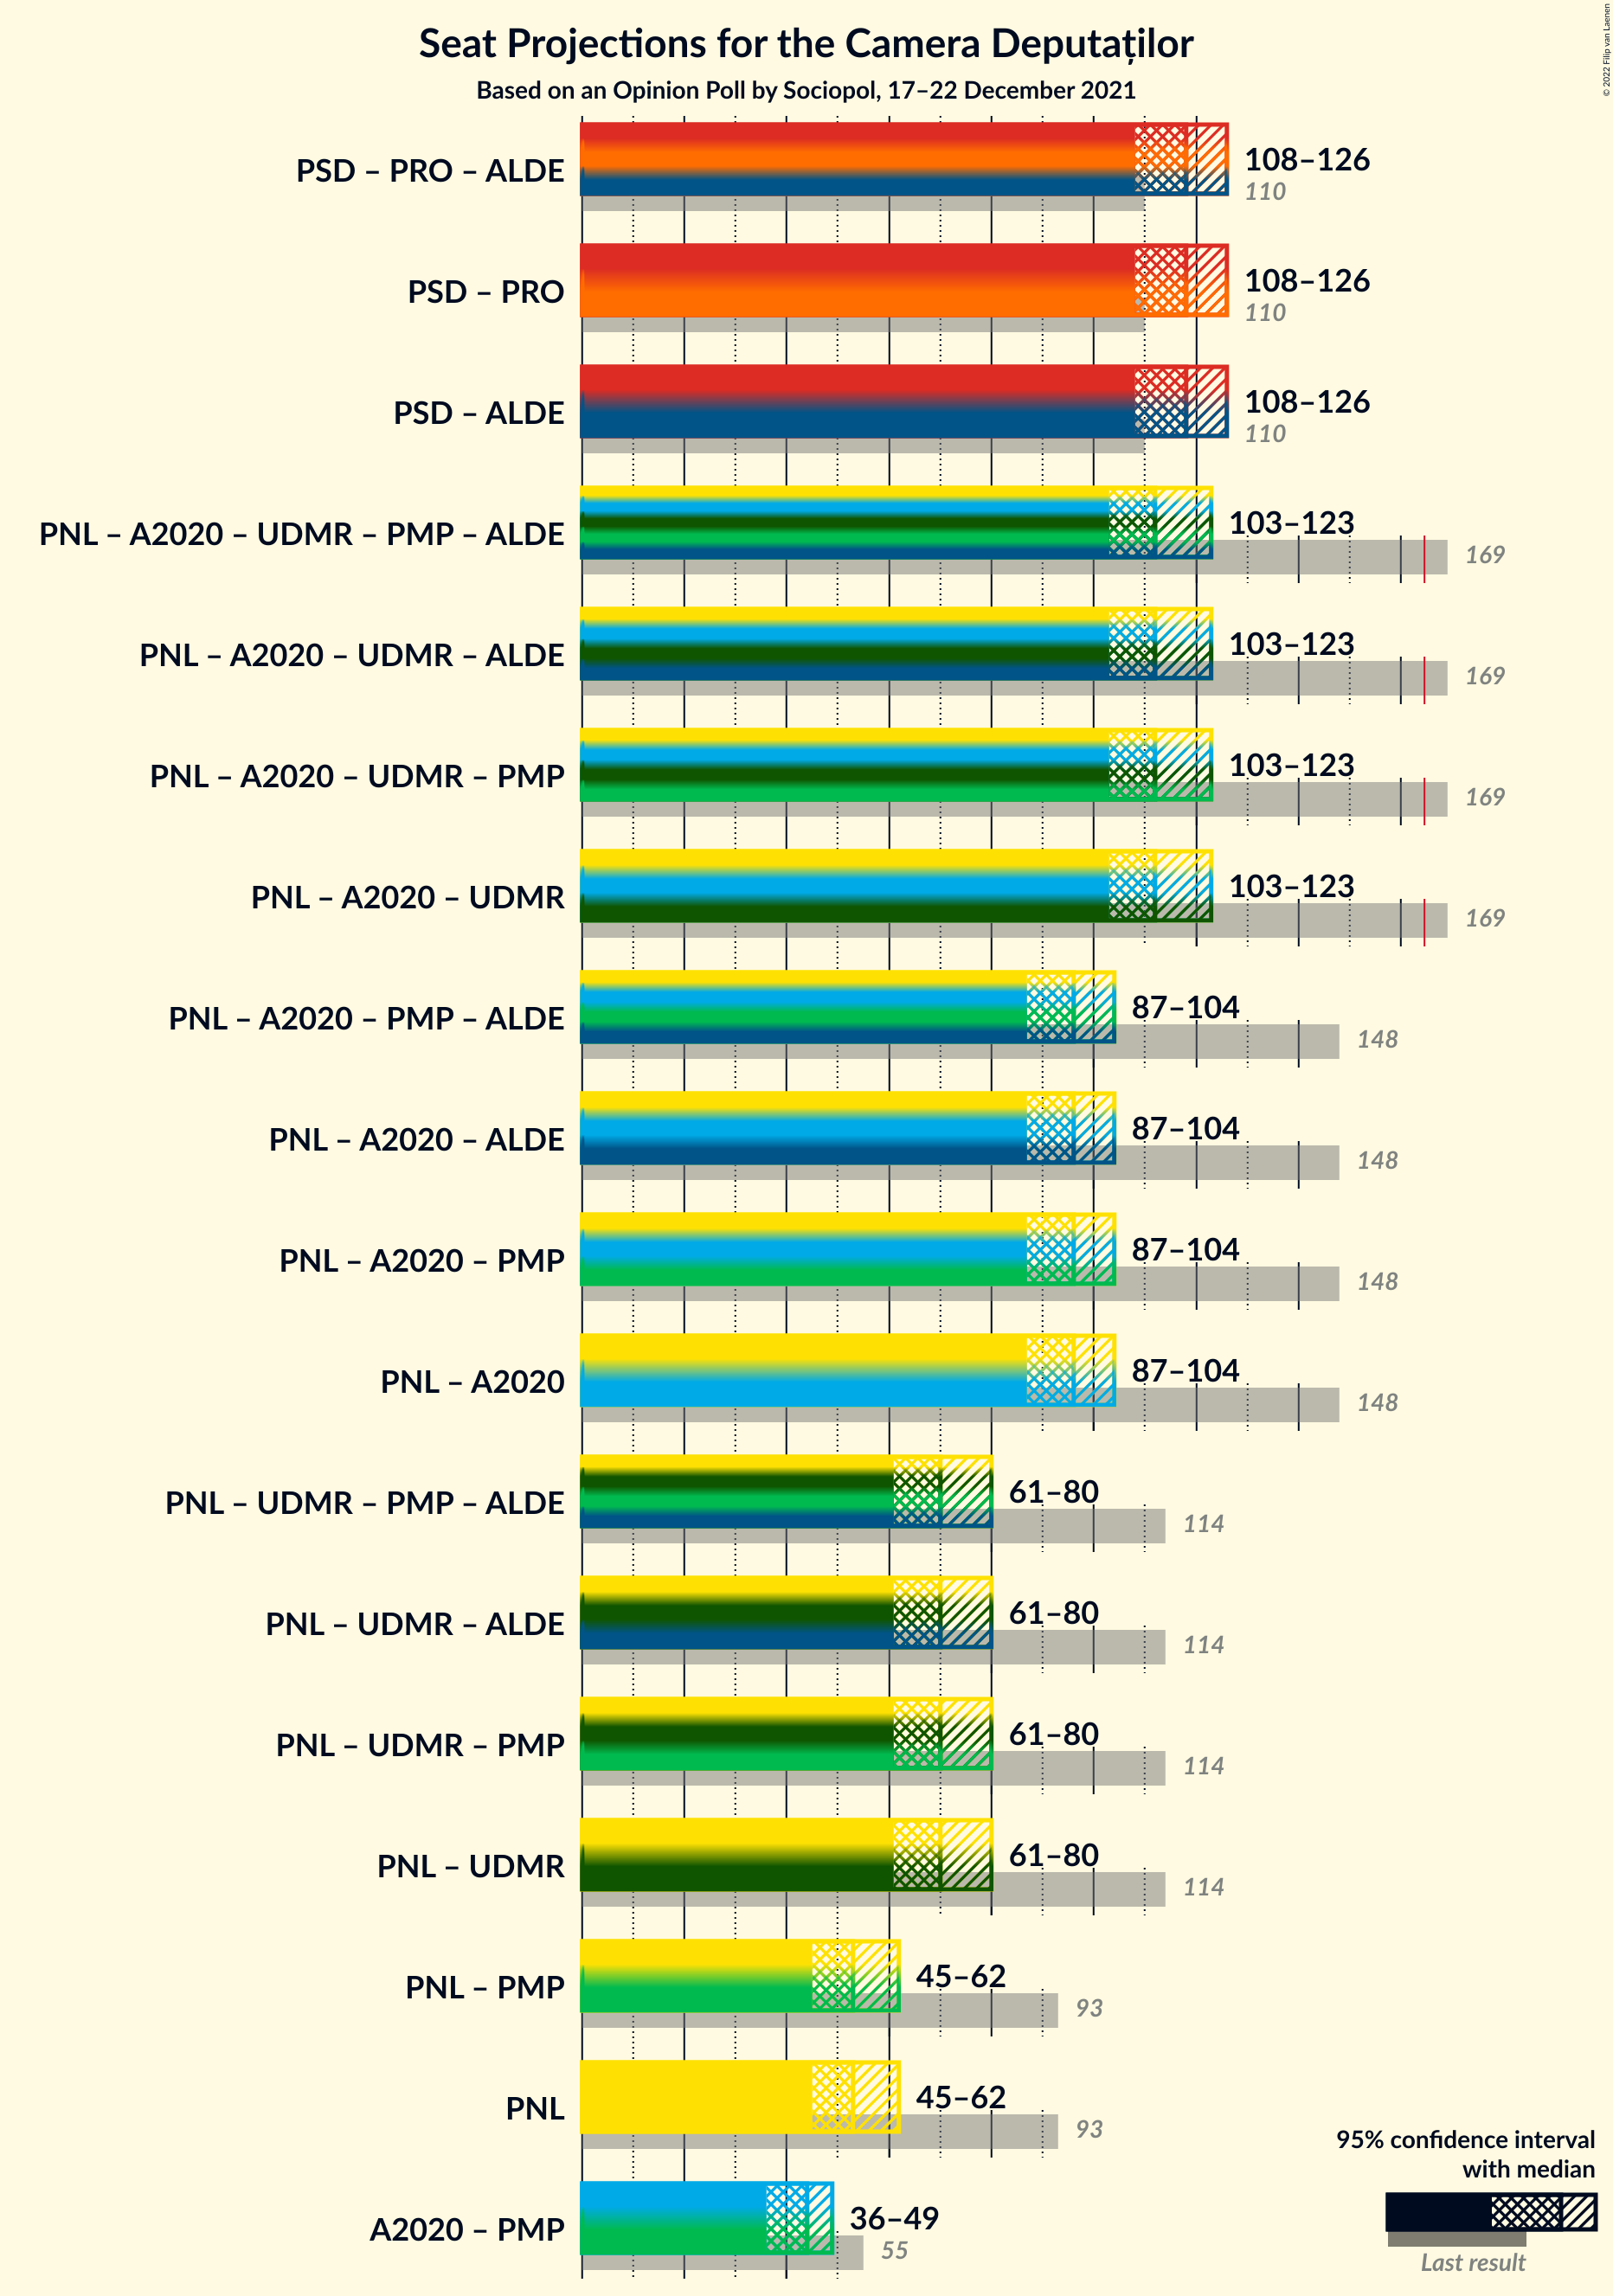 Seat Projections for the Camera Deputaților
Based on an Opinion Poll by Sociopol, 17–22 December 2021
© 2022 Filip van Laenen
PSD – PRO – ALDE
108–126
110
PSD – PRO
108–126
110
PSD – ALDE
108–126
110
PNL – A2020 – UDMR – PMP – ALDE
103–123
169
PNL – A2020 – UDMR – ALDE
103–123
169
PNL – A2020 – UDMR – PMP
103–123
169
PNL – A2020 – UDMR
103–123
169
PNL – A2020 – PMP – ALDE
87–104
148
PNL – A2020 – ALDE
87–104
148
PNL – A2020 – PMP
87–104
148
PNL – A2020
87–104
148
PNL – UDMR – PMP – ALDE
61–80
114
PNL – UDMR – ALDE
61–80
114
PNL – UDMR – PMP
61–80
114
PNL – UDMR
61–80
114
PNL – PMP
45–62
93
PNL
45–62
93
A2020 – PMP
36–49
55
95% confidence interval
with median
Last result